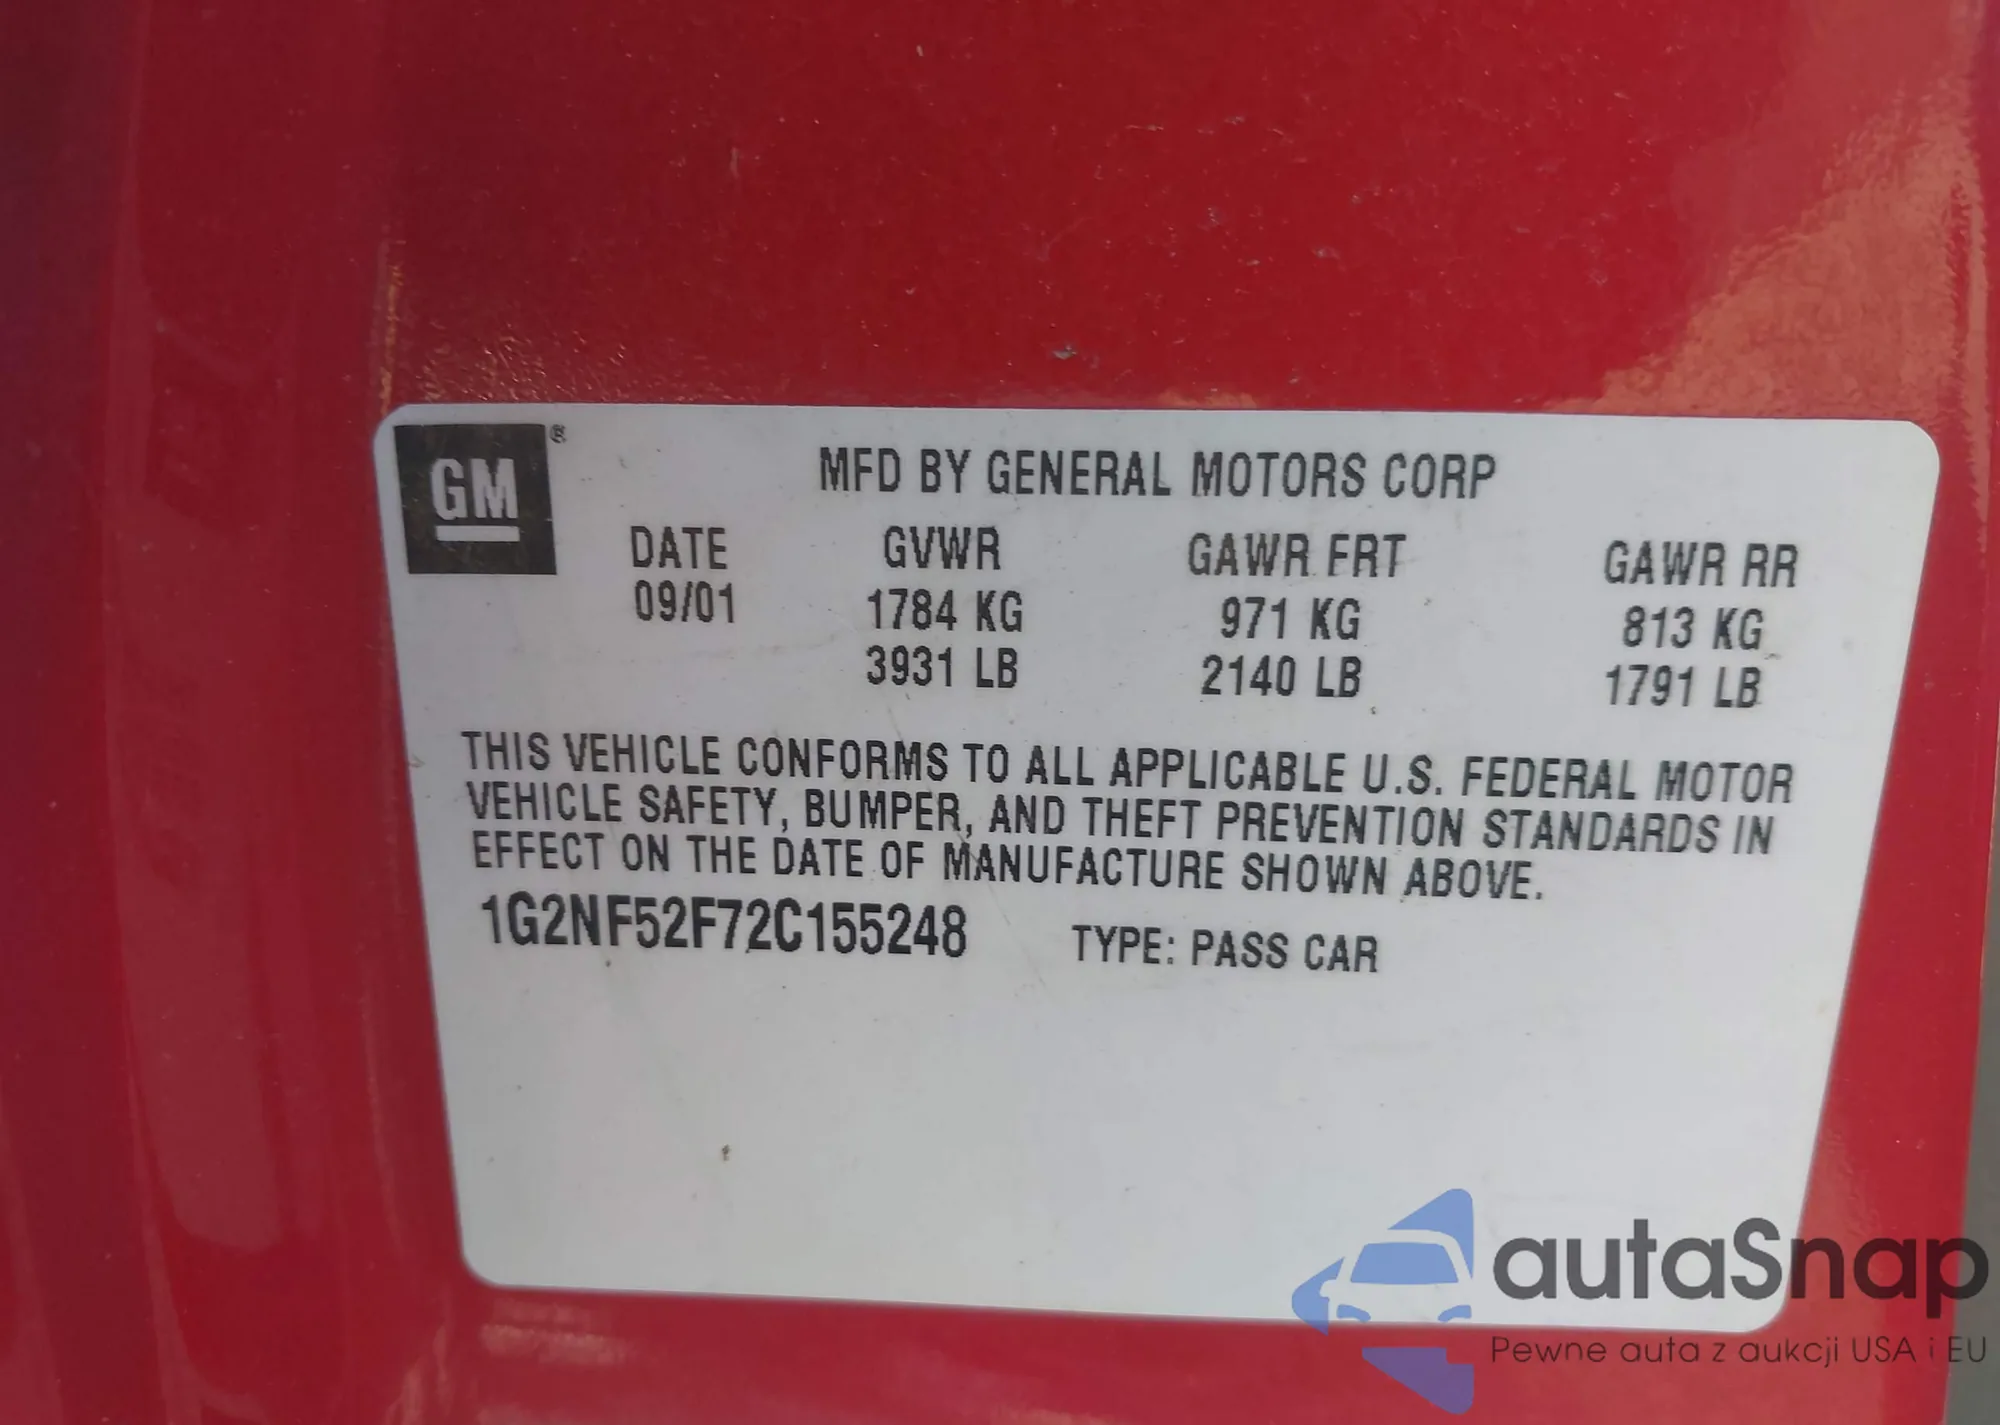 GM ®
MFD BY GENERAL MOTORS CORP
DATE GVWR GAWR FRT GAWR RR
09/01 1784 KG 971 KG 813 KG
3931 LB 2140 LB 1791 LB
THIS VEHICLE CONFORMS TO ALL APPLICABLE U.S. FEDERAL MOTOR
VEHICLE SAFETY, BUMPER, AND THEFT PREVENTION STANDARDS IN
EFFECT ON THE DATE OF MANUFACTURE SHOWN ABOVE.
1G2NF52F72C155248 TYPE: PASS CAR
autaSnap
Pewne auta z aukcji USA i EU